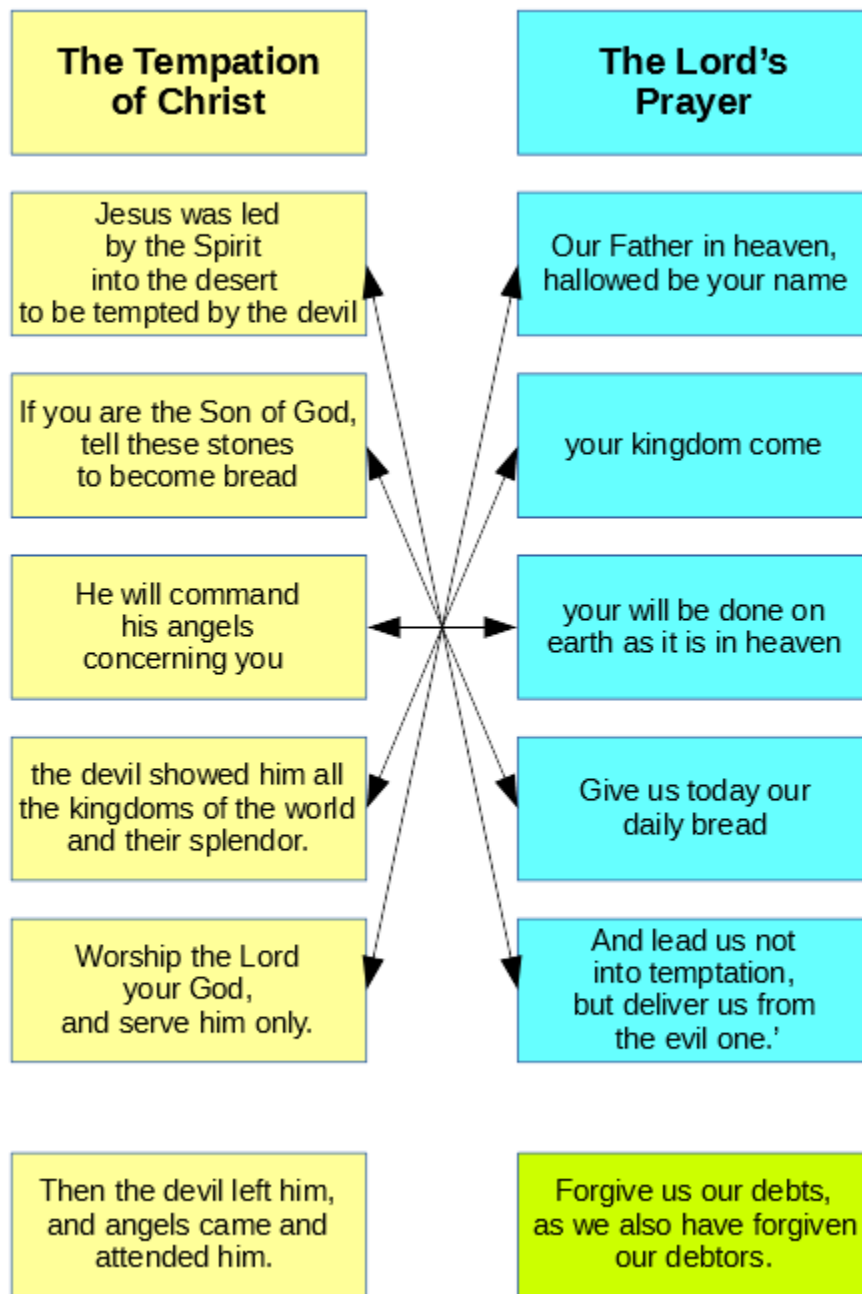 The Tempation
of Christ
Jesus was led
by the Spirit
into the desert
to be tempted by the devil
If you are the Son of God,
tell these stones
to become bread
He will command
his angels
concerning you
the devil showed him all
the kingdoms of the world
and their splendor.
Worship the Lord
your God,
and serve him only.
Then the devil left him,
and angels came and
attended him.
The Lord’s
Prayer
Our Father in heaven,
hallowed be your name
your kingdom come
your will be done on
earth as it is in heaven
Give us today our
daily bread
And lead us not
into temptation,
but deliver us from
the evil one.’
Forgive us our debts,
as we also have forgiven
our debtors.